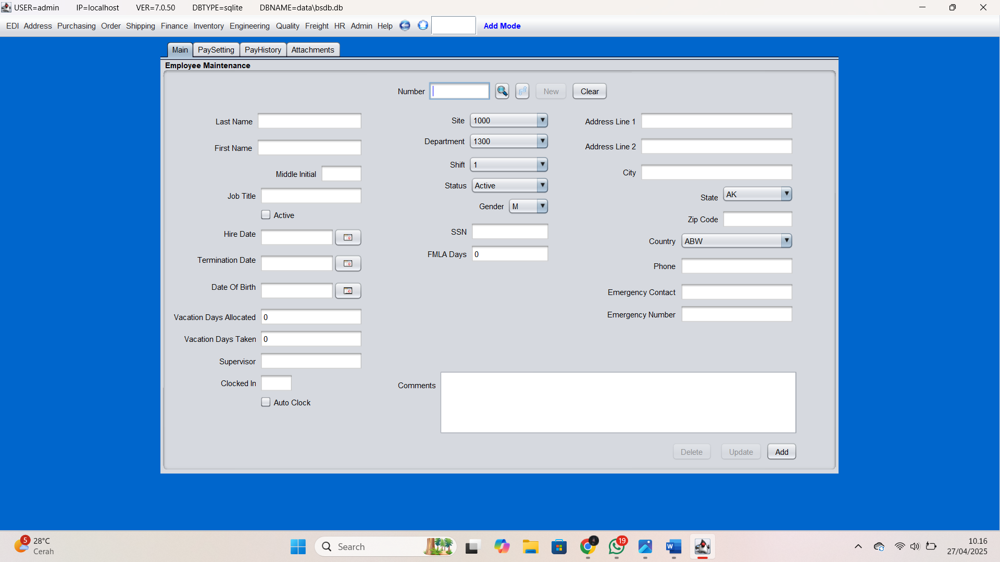 USER=admin IP=localhost VER=7.0.50 DBTYPE=sqlite DBNAME=data\bsdb.db
EDI Address Purchasing Order Shipping Finance Inventory Engineering Quality Freight HR Admin Help Add Mode
Main PaySetting PayHistory Attachments
Employee Maintenance
Number New Clear
Last Name
First Name
Middle Initial
Job Title
Active
Hire Date
Termination Date
Date Of Birth
Vacation Days Allocated 0
Vacation Days Taken 0
Supervisor
Clocked In
Auto Clock
Site 1000
Department 1300
Shift 1
Status Active
Gender M
SSN
FMLA Days 0
Address Line 1
Address Line 2
City
State AK
Zip Code
Country ABW
Phone
Emergency Contact
Emergency Number
Comments
Delete Update Add
5 28°C
Cerah
Search
4
19
W
10.16
27/04/2025